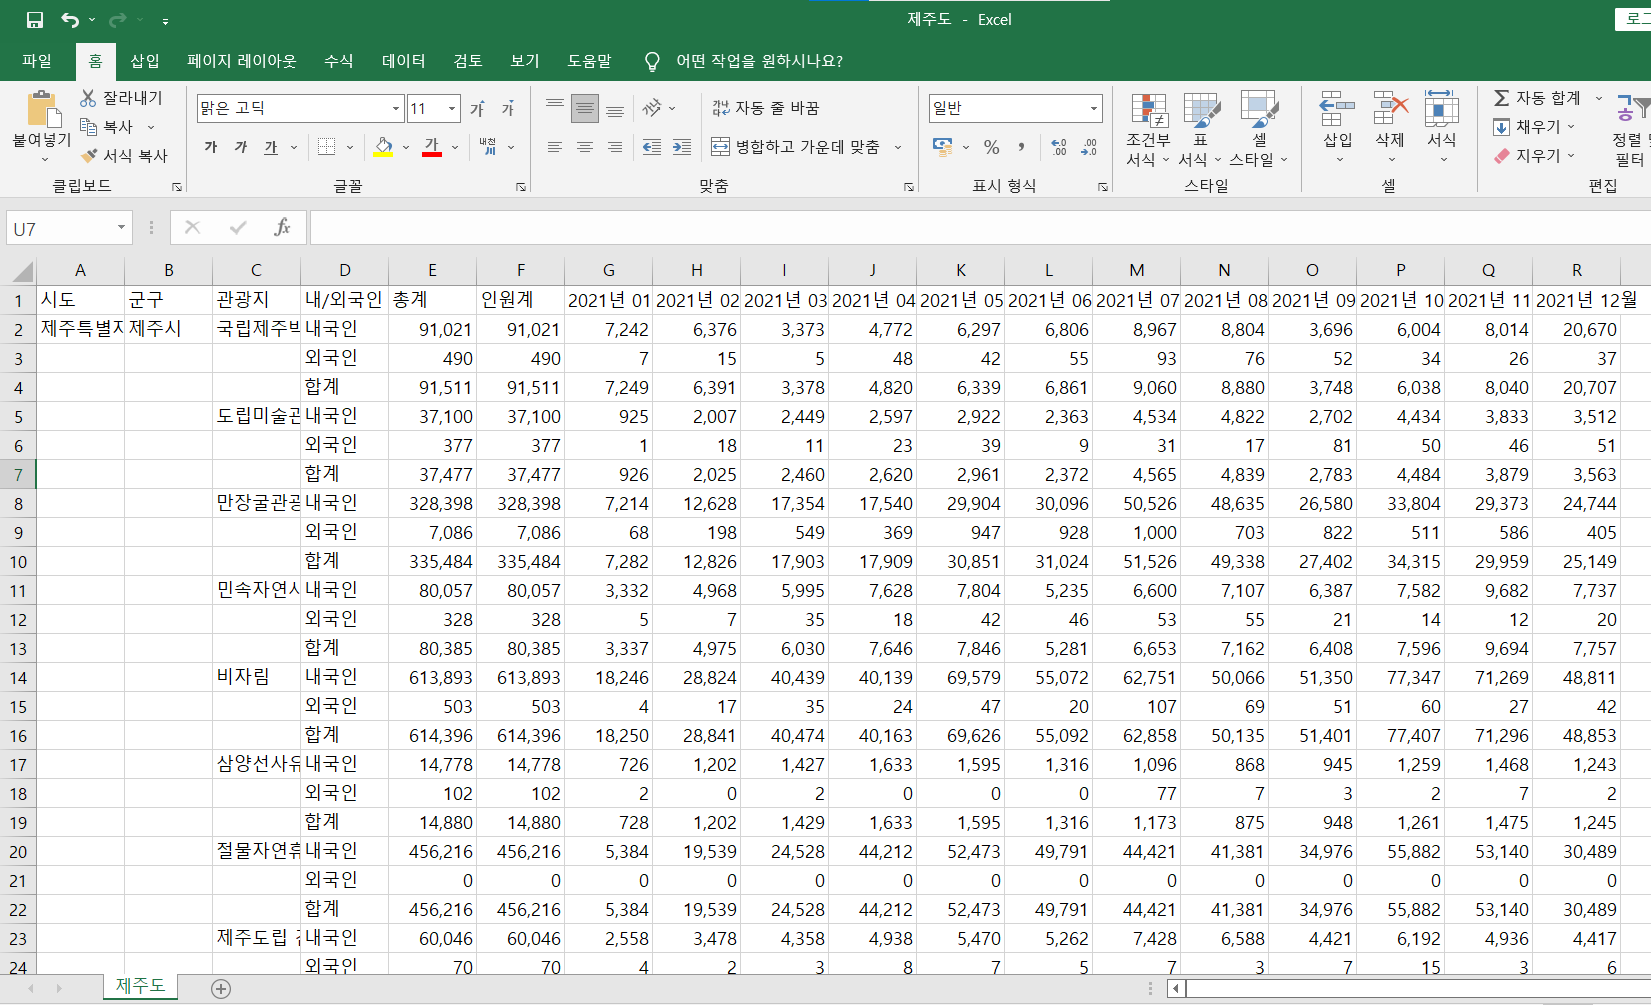 제주도 - Excel
로그
파일 홈 삽입 페이지 레이아웃 수식 데이터 검토 보기 도움말 어떤 작업을 원하시나요?
붙여넣기 잘라내기 복사 서식 복사 클립보드
맑은 고딕 11 가 가 가 가 가 가 내천 川 글꼴
자동 줄 바꿈 병합하고 가운데 맞춤 맞춤
일반 % 표시 형식
조건부 서식 표 서식 셀 스타일 스타일
삽입 삭제 서식 셀
자동 합계 채우기 지우기 정렬 필터 편집
U7 fx
A B C D E F G H I J K L M N O P Q R
1 시도 군구 관광지 내/외국인 총계 인원계 2021년 01 2021년 02 2021년 03 2021년 04 2021년 05 2021년 06 2021년 07 2021년 08 2021년 09 2021년 10 2021년 11 2021년 12월
2 제주특별자 제주시 국립제주박 내국인 91,021 91,021 7,242 6,376 3,373 4,772 6,297 6,806 8,967 8,804 3,696 6,004 8,014 20,670
3 외국인 490 490 7 15 5 48 42 55 93 76 52 34 26 37
4 합계 91,511 91,511 7,249 6,391 3,378 4,820 6,339 6,861 9,060 8,880 3,748 6,038 8,040 20,707
5 도립미술관 내국인 37,100 37,100 925 2,007 2,449 2,597 2,922 2,363 4,534 4,822 2,702 4,434 3,833 3,512
6 외국인 377 377 1 18 11 23 39 9 31 17 81 50 46 51
7 합계 37,477 37,477 926 2,025 2,460 2,620 2,961 2,372 4,565 4,839 2,783 4,484 3,879 3,563
8 만장굴관광 내국인 328,398 328,398 7,214 12,628 17,354 17,540 29,904 30,096 50,526 48,635 26,580 33,804 29,373 24,744
9 외국인 7,086 7,086 68 198 549 369 947 928 1,000 703 822 511 586 405
10 합계 335,484 335,484 7,282 12,826 17,903 17,909 30,851 31,024 51,526 49,338 27,402 34,315 29,959 25,149
11 민속자연사 내국인 80,057 80,057 3,332 4,968 5,995 7,628 7,804 5,235 6,600 7,107 6,387 7,582 9,682 7,737
12 외국인 328 328 5 7 35 18 42 46 53 55 21 14 12 20
13 합계 80,385 80,385 3,337 4,975 6,030 7,646 7,846 5,281 6,653 7,162 6,408 7,596 9,694 7,757
14 비자림 내국인 613,893 613,893 18,246 28,824 40,439 40,139 69,579 55,072 62,751 50,066 51,350 77,347 71,269 48,811
15 외국인 503 503 4 17 35 24 47 20 107 69 51 60 27 42
16 합계 614,396 614,396 18,250 28,841 40,474 40,163 69,626 55,092 62,858 50,135 51,401 77,407 71,296 48,853
17 삼양선사유 내국인 14,778 14,778 726 1,202 1,427 1,633 1,595 1,316 1,096 868 945 1,259 1,468 1,243
18 외국인 102 102 2 0 2 0 0 0 77 7 3 2 7 2
19 합계 14,880 14,880 728 1,202 1,429 1,633 1,595 1,316 1,173 875 948 1,261 1,475 1,245
20 절물자연휴 내국인 456,216 456,216 5,384 19,539 24,528 44,212 52,473 49,791 44,421 41,381 34,976 55,882 53,140 30,489
21 외국인 0 0 0 0 0 0 0 0 0 0 0 0 0 0
22 합계 456,216 456,216 5,384 19,539 24,528 44,212 52,473 49,791 44,421 41,381 34,976 55,882 53,140 30,489
23 제주도립 내국인 60,046 60,046 2,558 3,478 4,358 4,938 5,470 5,262 7,428 6,588 4,421 6,192 4,936 4,417
24 외국인 70 70 4 2 3 8 7 5 7 3 7 15 3 6
제주도